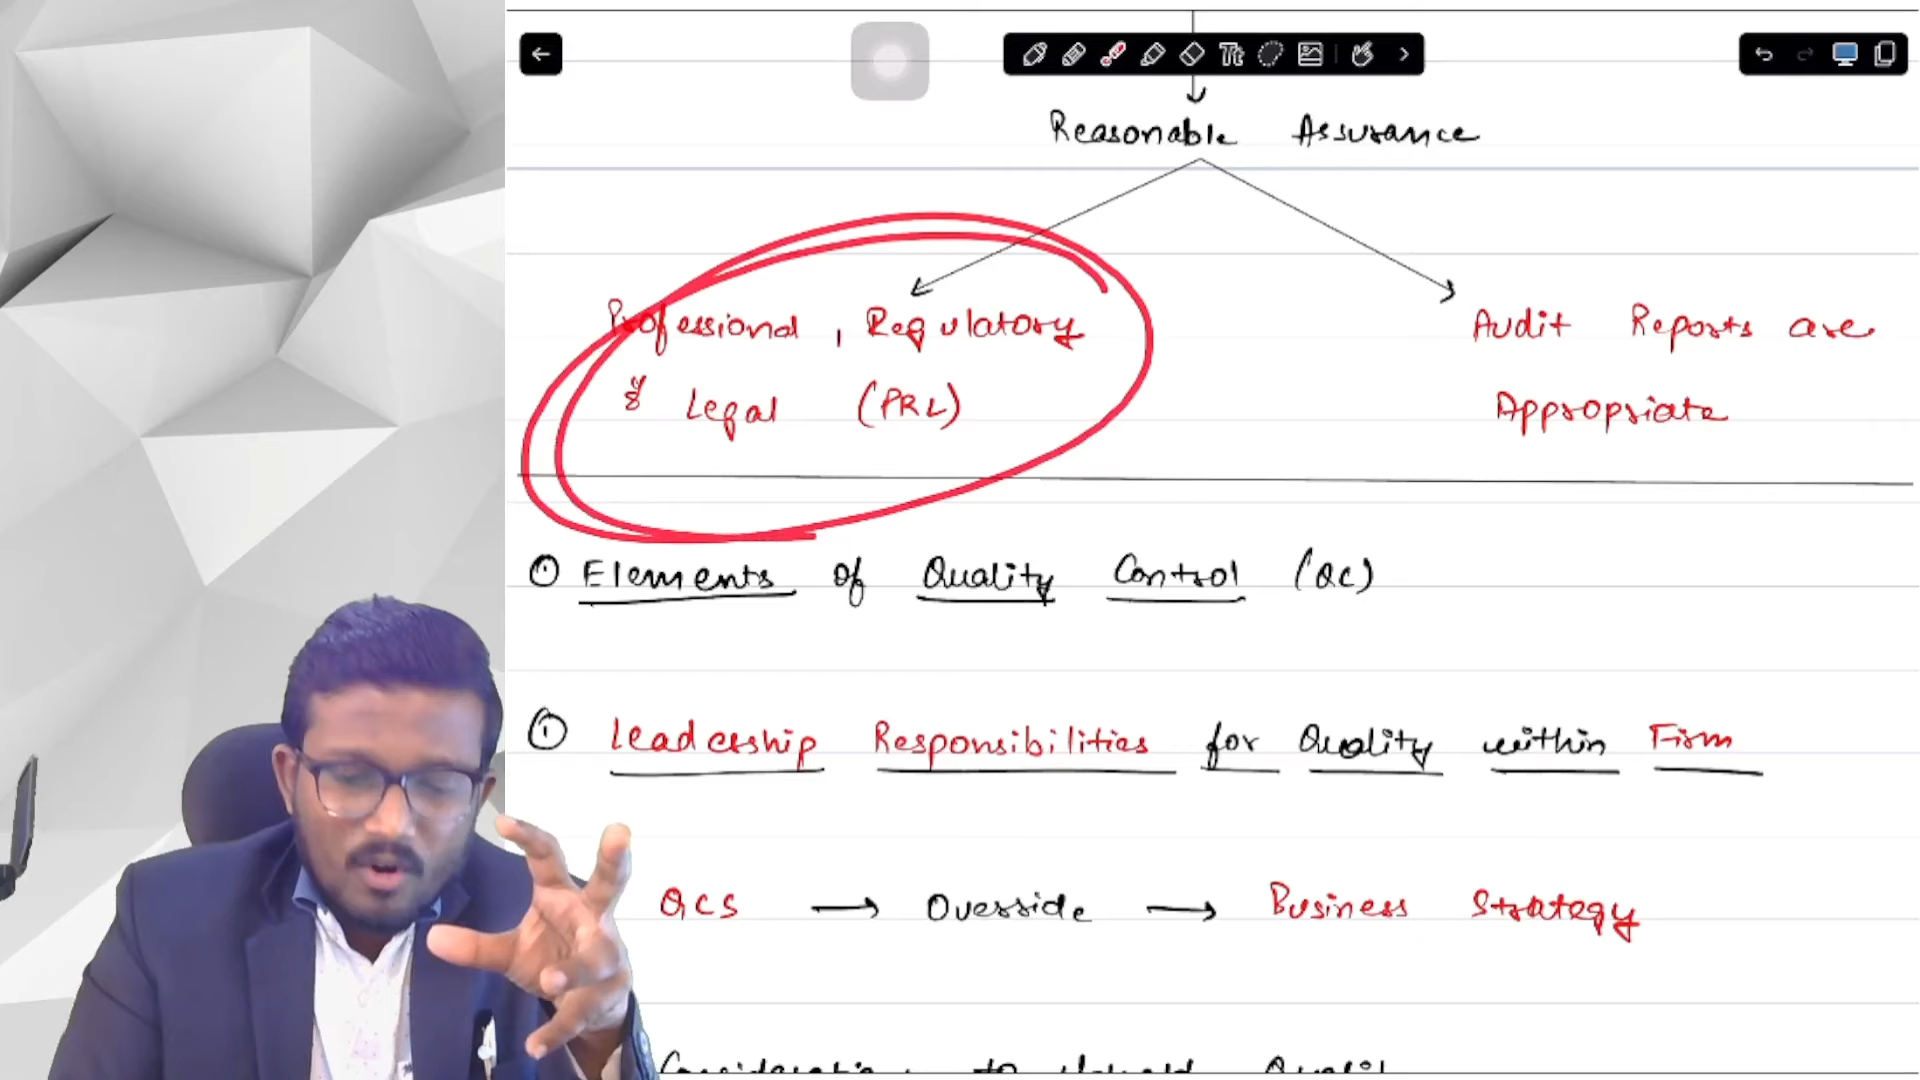 Reasonable Assurance
Professional, Regulatory
& Legal (PRL)
Audit Reports are
Appropriate
Elements of Quality Control (QC)
① Leadership Responsibilities for Quality within Firm
QCS → Override → Business Strategy
to